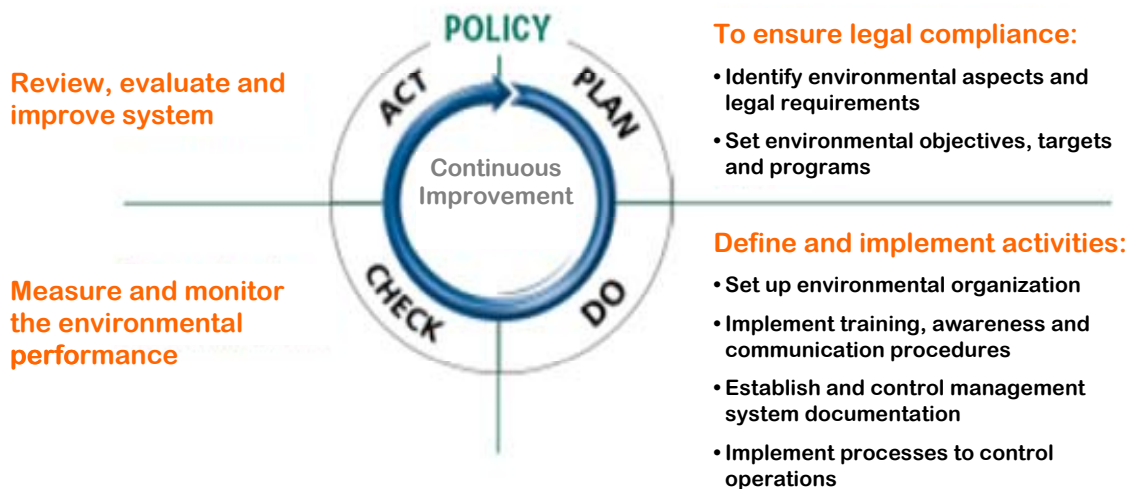 POLICY
ACT
PLAN
CHECK
DO
Continuous
Improvement
Review, evaluate and
improve system
Measure and monitor
the environmental
performance
To ensure legal compliance:
• Identify environmental aspects and
legal requirements
• Set environmental objectives, targets
and programs
Define and implement activities:
• Set up environmental organization
• Implement training, awareness and
communication procedures
• Establish and control management
system documentation
• Implement processes to control
operations